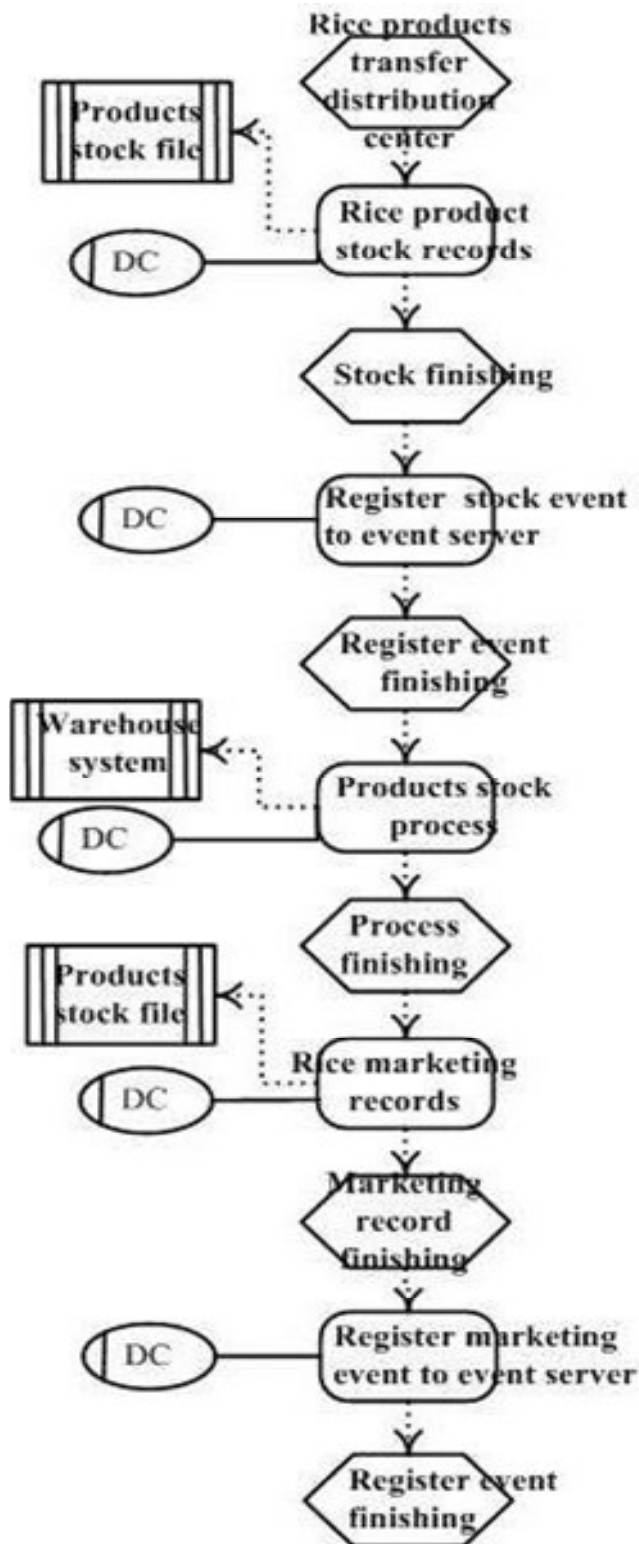 Rice products
transfer
distribution
center
Products
stock file
Rice product
stock records
DC
Stock finishing
Register stock event
to event server
DC
Register event
finishing
Warehouse
system
Products stock
process
DC
Process
finishing
Products
stock file
Rice marketing
records
DC
Marketing
record
finishing
Register marketing
event to event server
DC
Register event
finishing